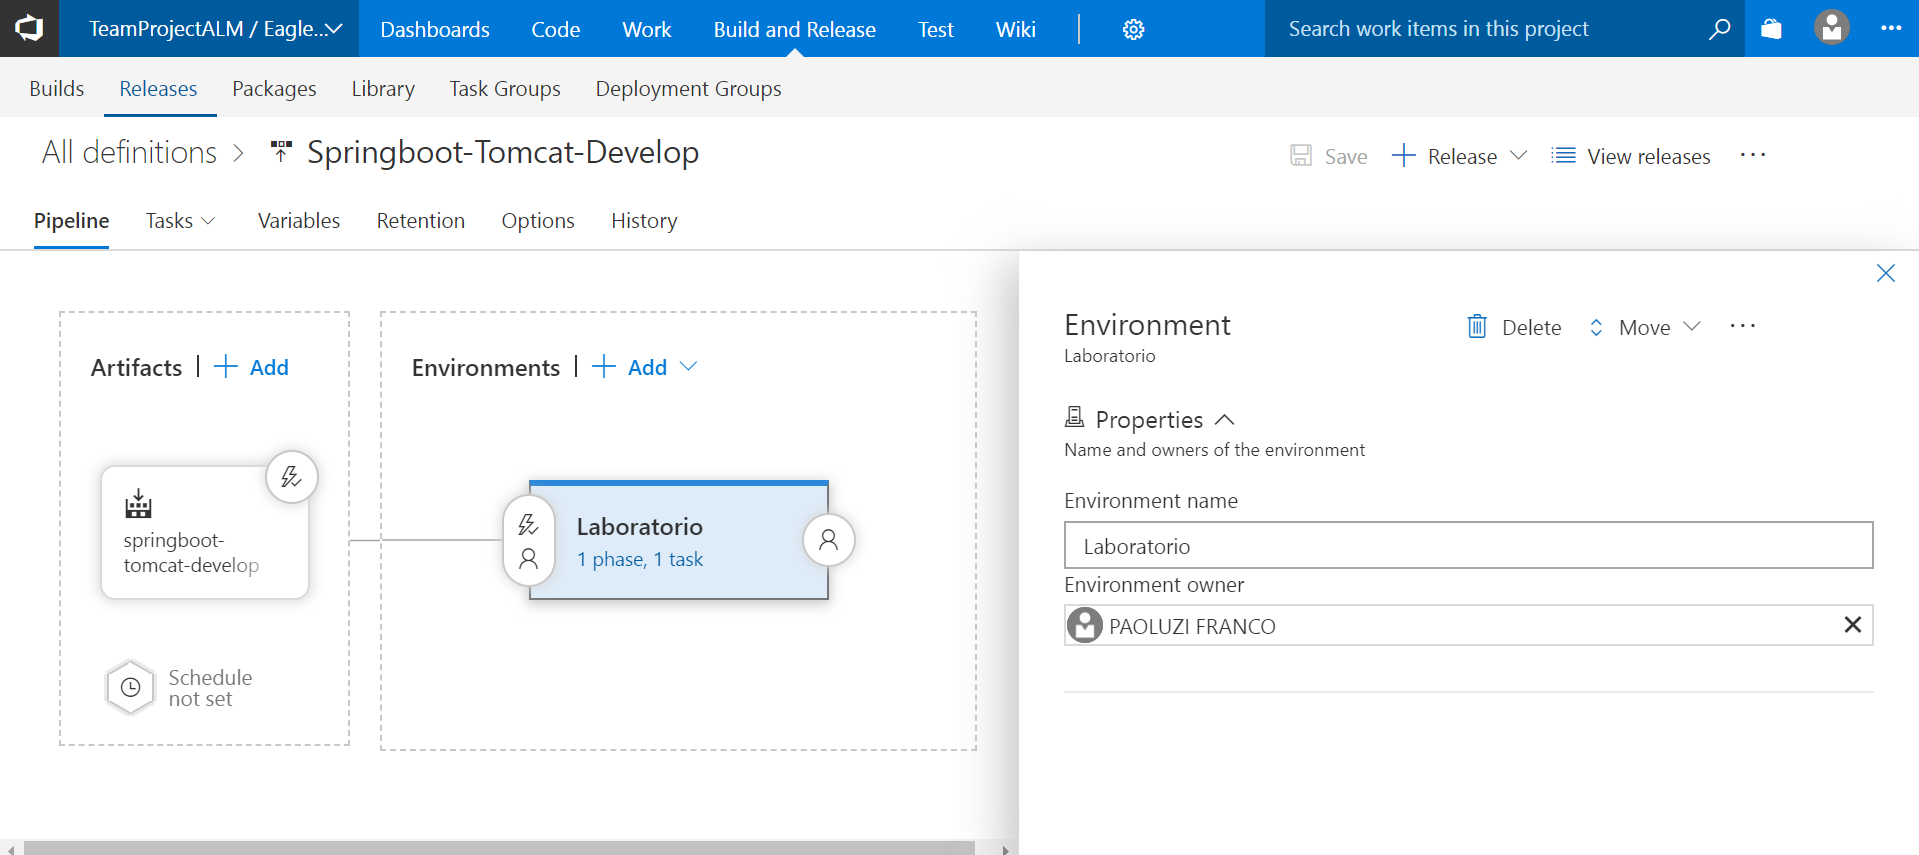 TeamProjectALM / Eagle... Dashboards Code Work Build and Release Test Wiki Search work items in this project
Builds Releases Packages Library Task Groups Deployment Groups
All definitions > Springboot-Tomcat-Develop Save + Release View releases ...
Pipeline Tasks Variables Retention Options History
Artifacts | + Add
springboot-
tomcat-develop
Schedule
not set
Environments | + Add
Laboratorio
1 phase, 1 task
Environment Delete Move ...
Laboratorio
Properties
Name and owners of the environment
Environment name
Laboratorio
Environment owner
PAOLUZI FRANCO